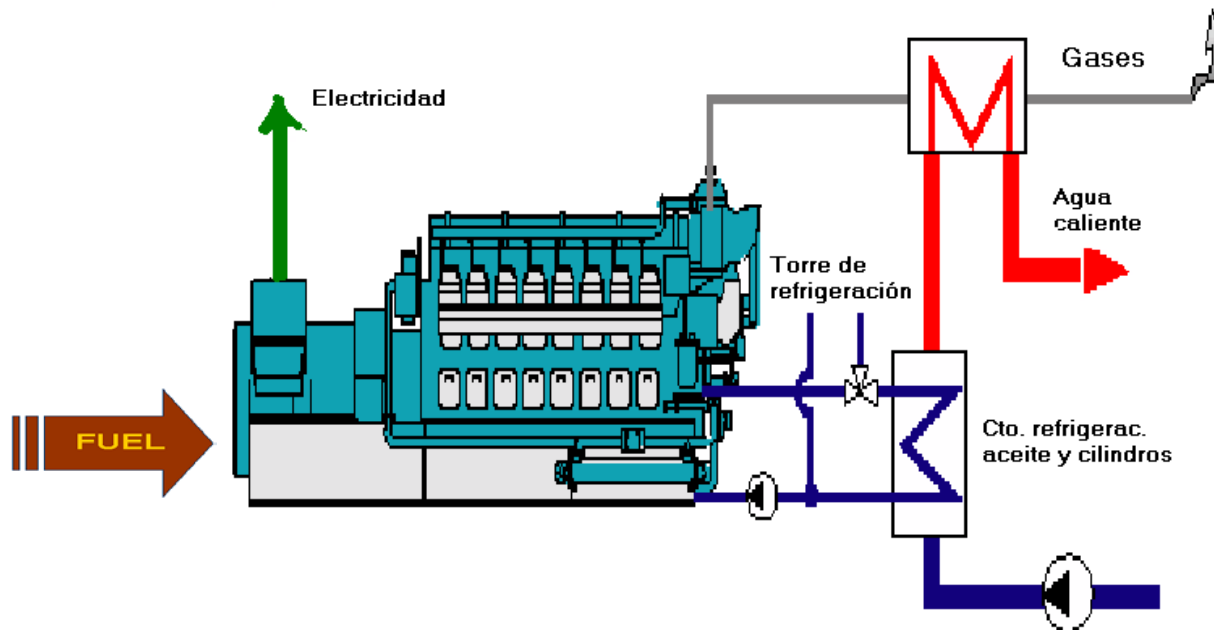 Gases
Electricidad
Agua
caliente
Torre de
refrigeración
FUEL
Cto. refrigerac.
aceite y cilindros